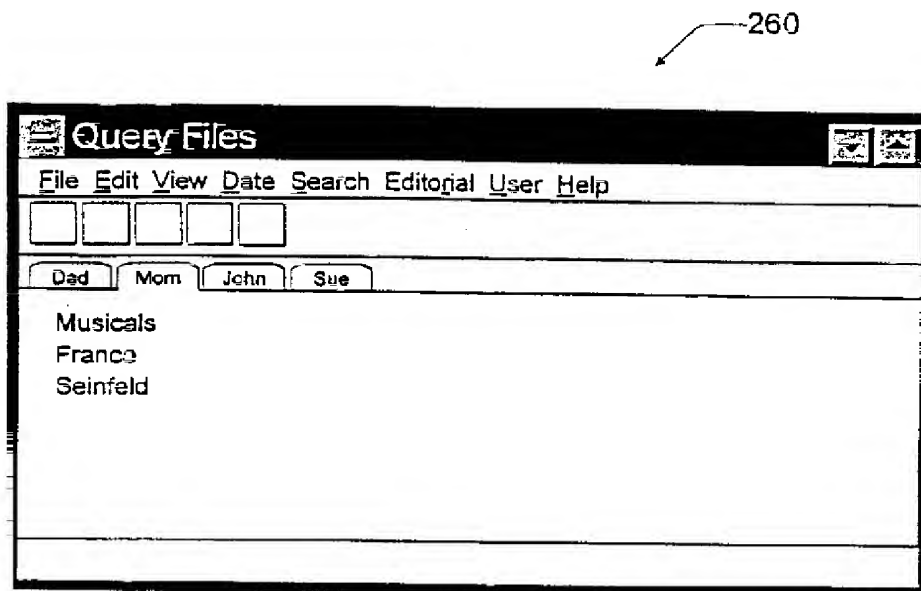 260
Query Files
File Edit View Date Search Editorial User Help
Dad Mom John Sue
Musicals
France
Seinfeld